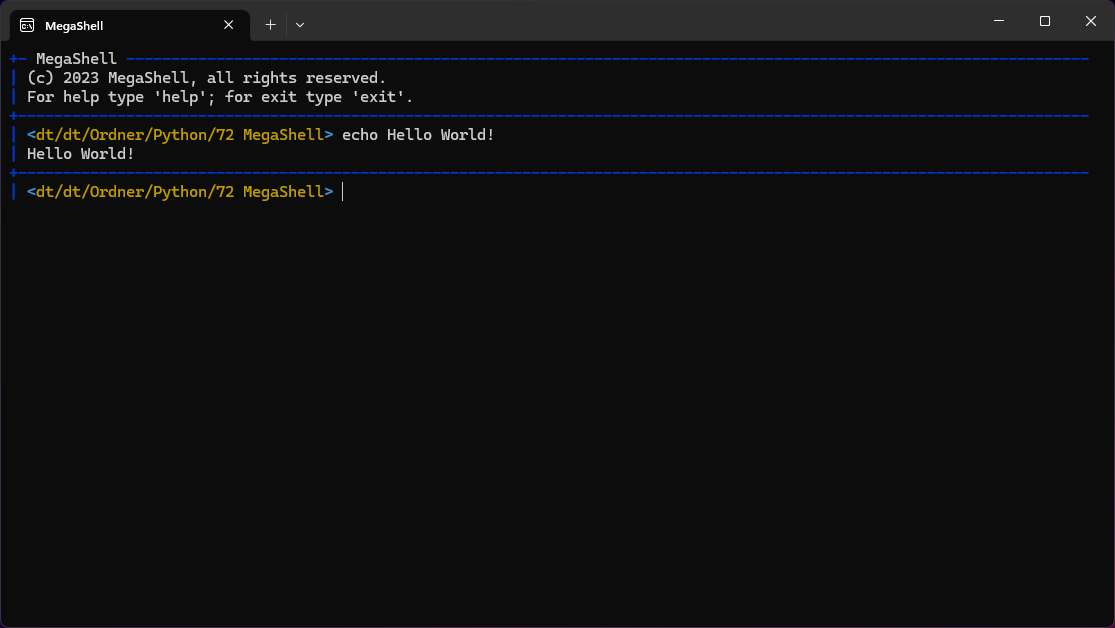 MegaShell
MegaShell
(c) 2023 MegaShell, all rights reserved.
For help type 'help'; for exit type 'exit'.
<dt/dt/Ordner/Python/72 MegaShell> echo Hello World!
Hello World!
<dt/dt/Ordner/Python/72 MegaShell>